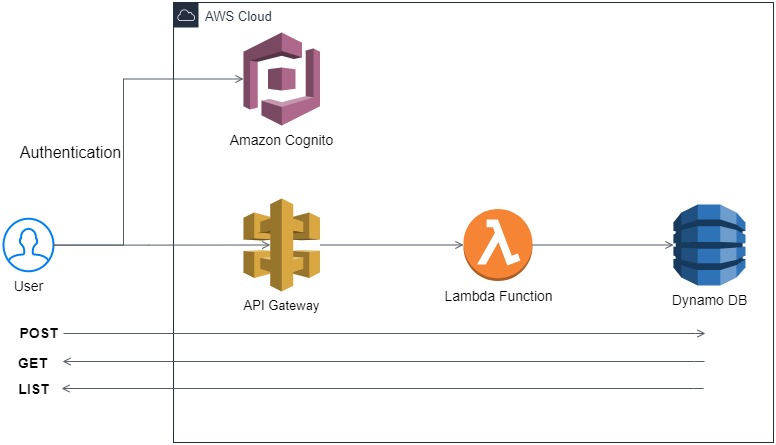 AWS Cloud
Amazon Cognito
Authentication
User
API Gateway
Lambda Function
Dynamo DB
POST
GET
LIST